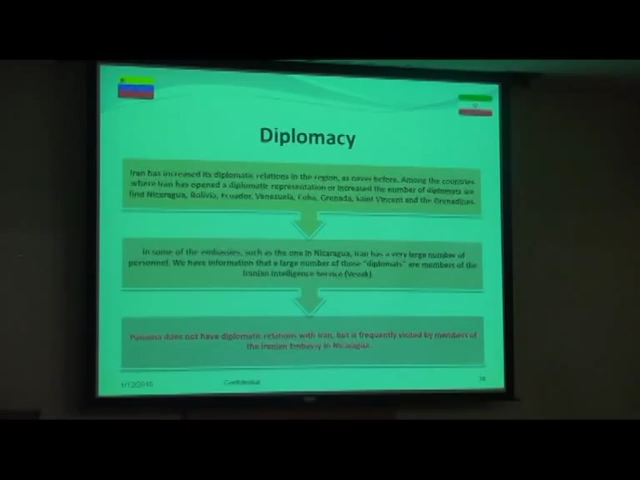 Diplomacy
Iran has increased its diplomatic relations in the region, as never before. Among the countries
where Iran has opened a diplomatic representation or increased the number of diplomats we
find Nicaragua, Bolivia, Ecuador, Venezuela, Cuba, Grenada, Saint Vincent and the Grenadines.
In some of the embassies, such as the one in Nicaragua, Iran has a very large number of
personnel. We have information that a large number of those "diplomats" are members of the
Iranian Intelligence Service (Vevak).
Panama does not have diplomatic relations with Iran, but is frequently visited by members of
the Iranian Embassy in Nicaragua.
Confidential